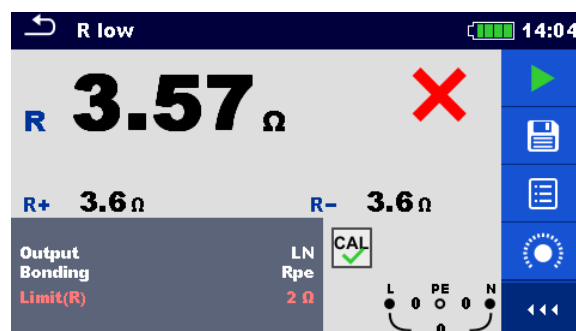 R low 14:04
R 3.57 Ω
R+ 3.6 Ω R- 3.6 Ω
Output LN
Bonding Rpe
Limit(R) 2 Ω
CAL
L PE N
0 0
0